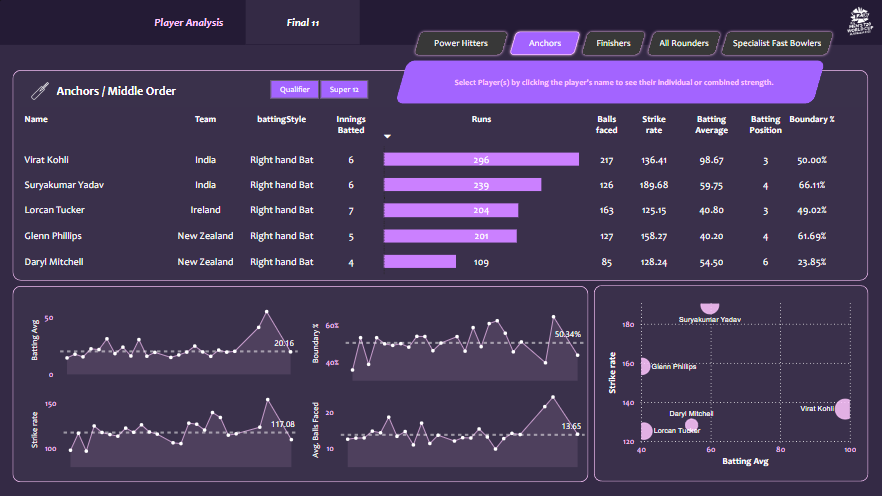 Player Analysis
Final 11
MEN'S T20
WORLD CUP
Power Hitters
Anchors
Finishers
All Rounders
Specialist Fast Bowlers
Select Player(s) by clicking the player's name to see their individual or combined strength.
Anchors / Middle Order
Qualifier
Super 12
Name Team battingStyle Innings Batted Runs Balls faced Strike rate Batting Average Batting Position Boundary %
Virat Kohli India Right hand Bat 6 296 217 136.41 98.67 3 50.00%
Suryakumar Yadav India Right hand Bat 6 239 126 189.68 59.75 4 66.11%
Lorcan Tucker Ireland Right hand Bat 7 204 163 125.15 40.80 3 49.02%
Glenn Phillips New Zealand Right hand Bat 5 201 127 158.27 40.20 4 61.69%
Daryl Mitchell New Zealand Right hand Bat 4 109 85 128.24 54.50 6 23.85%
Batting Avg
50
0
20.16
Boundary %
60%
40%
50.34%
Strike rate
150
100
117.08
Avg. Balls Faced
20
10
13.65
Strike rate
180
160
140
120
Suryakumar Yadav
Glenn Phillips
Virat Kohli
Daryl Mitchell
Lorcan Tucker
40 60 80 100
Batting Avg